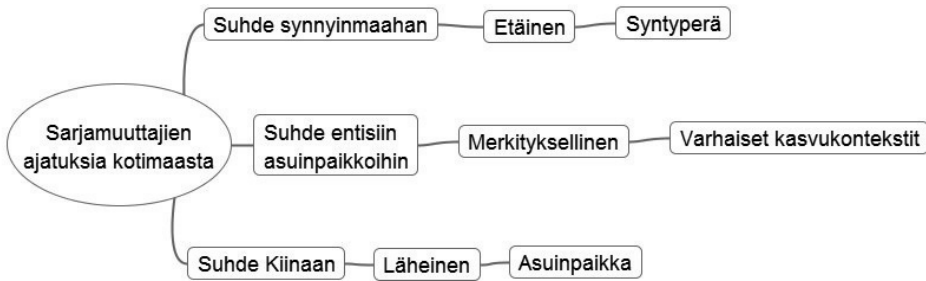 Suhde synnyinmaahan
Etäinen
Syntyperä
Sarjamuuttajien
ajatuksia kotimaasta
Suhde entisiin
asuinpaikkoihin
Merkityksellinen
Varhaiset kasvukontekstit
Suhde Kiinaan
Läheinen
Asuinpaikka